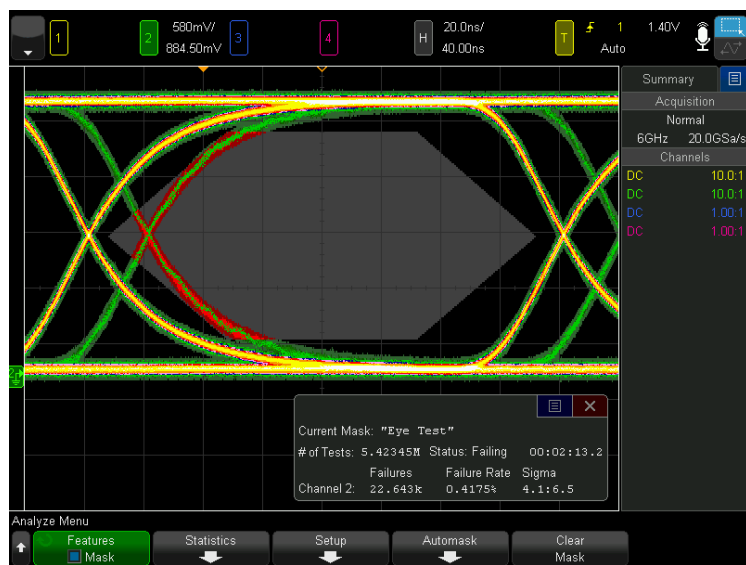 1
2
580mV/
884.50mV
3
4
H
20.0ns/
40.00ns
T
1
1.40V
Auto
Summary
Acquisition
Normal
6GHz 20.0GSa/s
Channels
DC 10.0:1
DC 10.0:1
DC 1.00:1
DC 1.00:1
Current Mask: "Eye Test"
# of Tests: 5.42345M Status: Failing 00:02:13.2
Failures Failure Rate Sigma
Channel 2: 22.643k 0.4175% 4.1:6.5
Analyze Menu
Features
Mask
Statistics
Setup
Automask
Clear
Mask